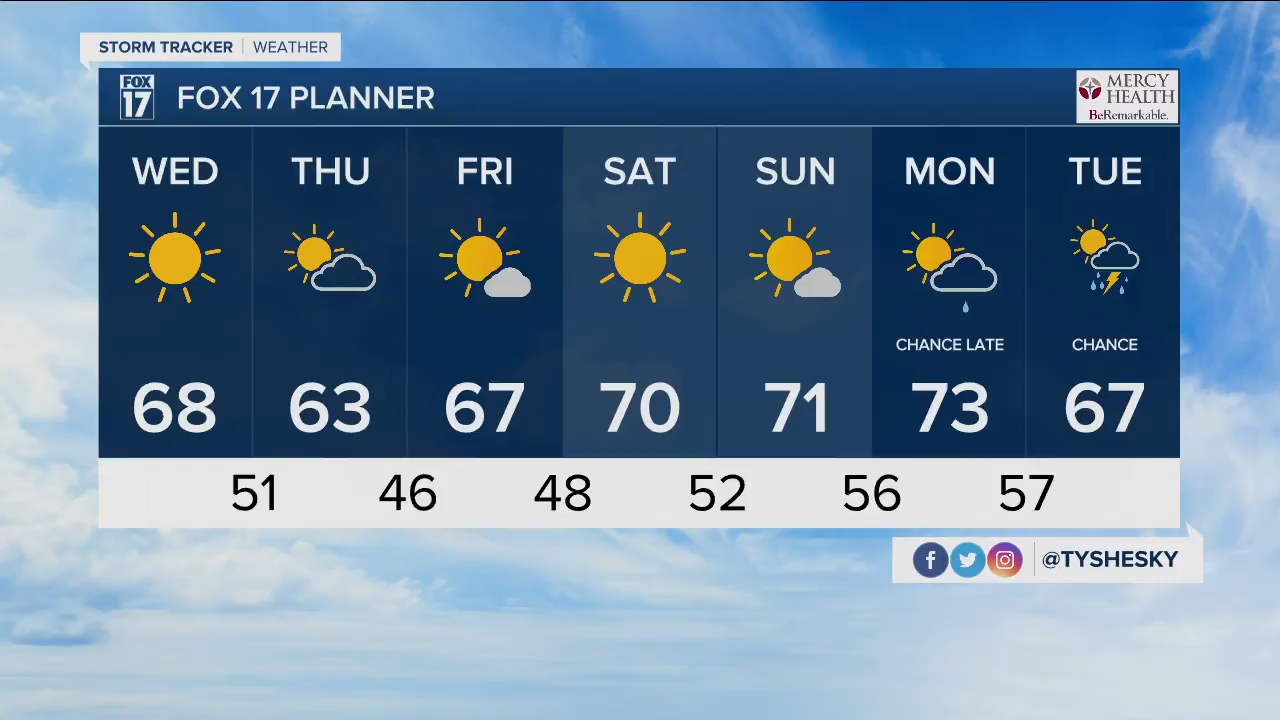 STORM TRACKER | WEATHER
FOX 17
FOX 17 PLANNER
MERCY HEALTH
BeRemarkable.
WED THU FRI SAT SUN MON TUE
CHANCE LATE CHANCE
68 63 67 70 71 73 67
51 46 48 52 56 57
@TYSHESKY